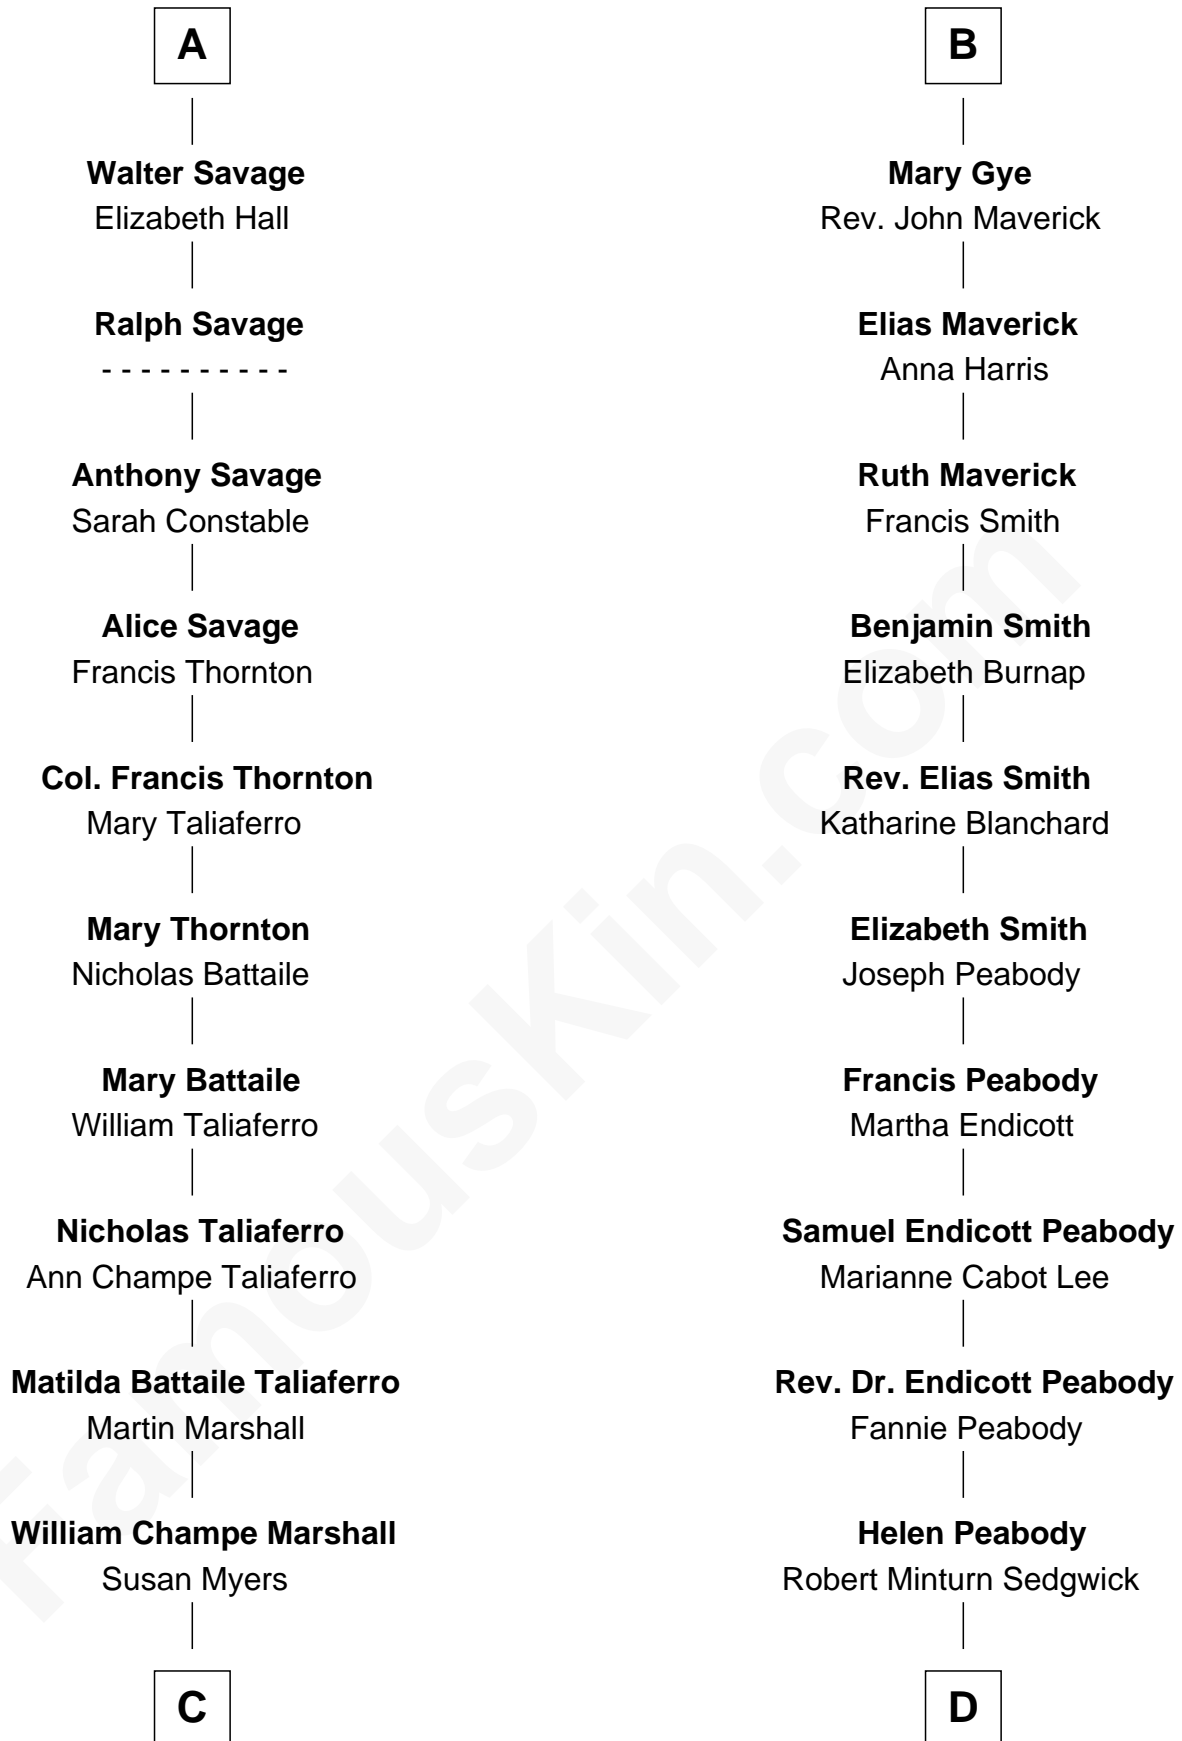 A
Walter Savage
Elizabeth Hall
Ralph Savage
- - - - - - - - - -
Anthony Savage
Sarah Constable
Alice Savage
Francis Thornton
Col. Francis Thornton
Mary Taliaferro
Mary Thornton
Nicholas Battaile
Mary Battaile
William Taliaferro
Nicholas Taliaferro
Ann Champe Taliaferro
Matilda Battaile Taliaferro
Martin Marshall
William Champe Marshall
Susan Myers
C
B
Mary Gye
Rev. John Maverick
Elias Maverick
Anna Harris
Ruth Maverick
Francis Smith
Benjamin Smith
Elizabeth Burnap
Rev. Elias Smith
Katharine Blanchard
Elizabeth Smith
Joseph Peabody
Francis Peabody
Martha Endicott
Samuel Endicott Peabody
Marianne Cabot Lee
Rev. Dr. Endicott Peabody
Fannie Peabody
Helen Peabody
Robert Minturn Sedgwick
D
FamousKin.com